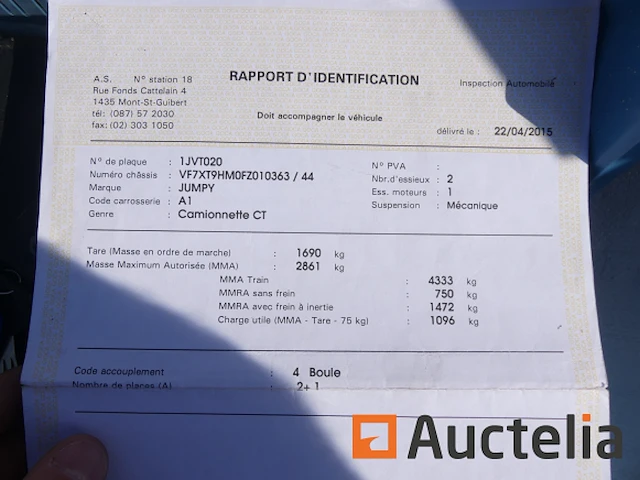 RAPPORT D'IDENTIFICATION
A.S. N° station 18
Rue Fonds Cattelain 4
1435 Mont-St-Guibert
tél: (087) 57 2030
fax: (02) 303 1050
Inspection Automobile
Doit accompagner le véhicule
délivré le : 22/04/2015
N° de plaque : 1JVT020
Numéro châssis : VF7XT9HM0FZ010363 / 44
Marque : JUMPY
Code carrosserie : A1
Genre : Camionnette CT
N° PVA :
Nbr.d'essieux : 2
Ess. moteurs : 1
Suspension : Mécanique
Tare (Masse en ordre de marche) : 1690 kg
Masse Maximum Autorisée (MMA) : 2861 kg
MMA Train : 4333 kg
MMRA sans frein : 750 kg
MMRA avec frein à inertie : 1472 kg
Charge utile (MMA - Tare - 75 kg) : 1096 kg
Code accouplement : 4 Boule
Nombre de places (A) : 2+ 1
Auctelia